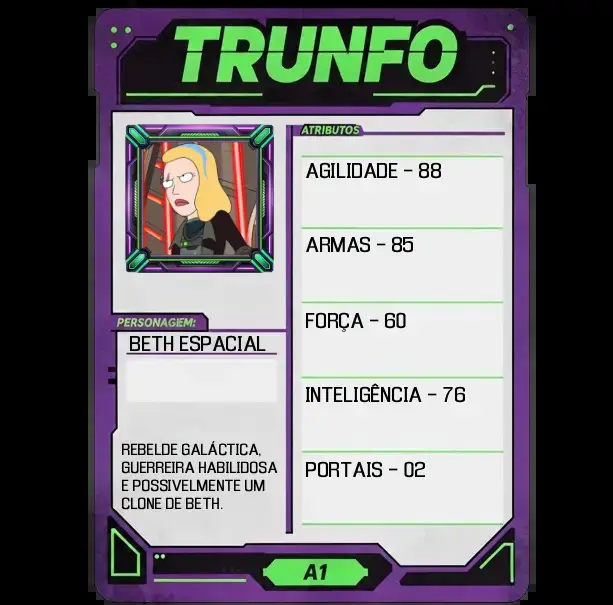 TRUNFO
ATRIBUTOS
AGILIDADE - 88
ARMAS - 85
FORÇA - 60
INTELIGÊNCIA - 76
PORTAIS - 02
PERSONAGEM:
BETH ESPACIAL
REBELDE GALÁCTICA,
GUERREIRA HABILIDOSA
E POSSIVELMENTE UM
CLONE DE BETH.
A1